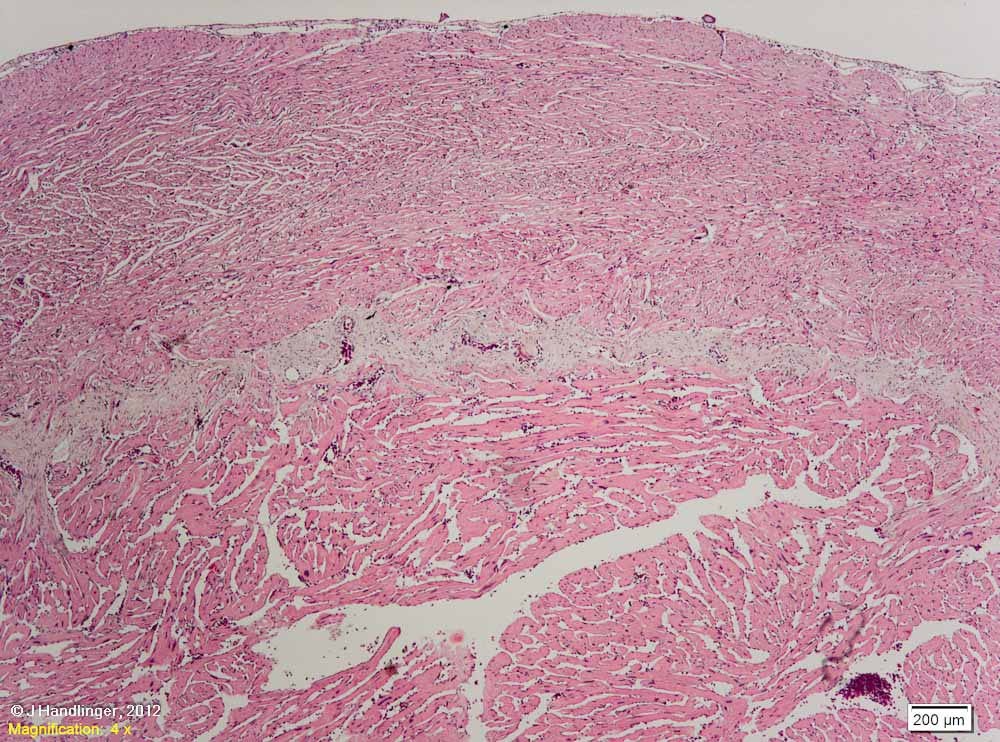 © J Handlinger, 2012
Magnification: 4 x
200 µm